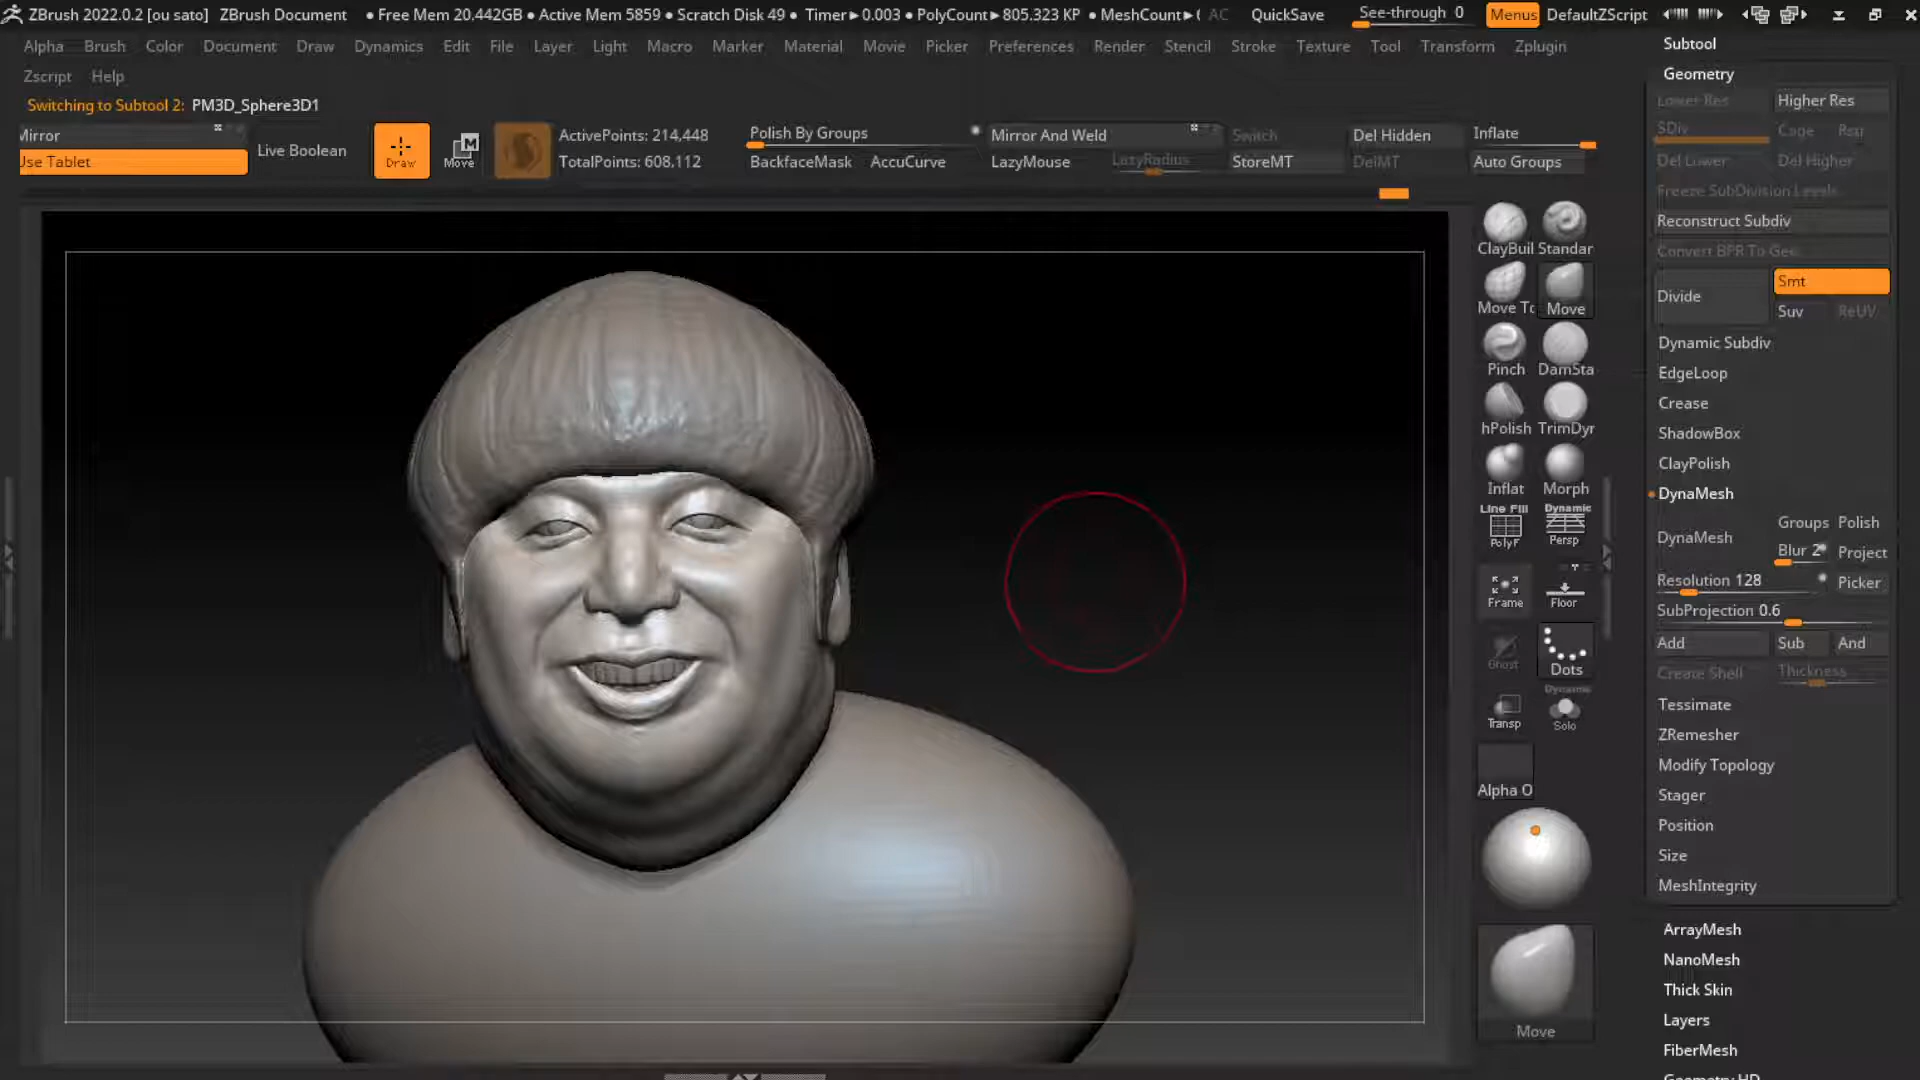 ZBrush 2022.0.2 [ou sato] ZBrush Document • Free Mem 20.442GB • Active Mem 5859 • Scratch Disk 49 • Timer▶0.003 • PolyCount▶805.323 KP • MeshCount▶ AC QuickSave See-through 0 Menus DefaultZScript
Alpha Brush Color Document Draw Dynamics Edit File Layer Light Macro Marker Material Movie Picker Preferences Render Stencil Stroke Texture Tool Transform Zplugin
Zscript Help
Switching to Subtool 2: PM3D_Sphere3D1
Mirror
Use Tablet
Live Boolean
Draw
Move
ActivePoints: 214,448
TotalPoints: 608,112
Polish By Groups
BackfaceMask AccuCurve
Mirror And Weld
LazyMouse LazyRadius
Switch
StoreMT
Del Hidden
DelMT
Inflate
Auto Groups
ClayBuil Standar
Move To Move
Pinch DamSta
hPolish TrimDyr
Inflat Morph
Line Fill Dynamic
PolyF Persp
Frame Floor
Ghost Dots
Dynamic
Transp Solo
Alpha O
Move
Subtool
Geometry
Lower Res Higher Res
SDiv Cage
Del Lower Del Higher
Freeze SubDivision Levels
Reconstruct Subdiv
Convert BPR To Geo
Divide Smt
Suv ReUV
Dynamic Subdiv
EdgeLoop
Crease
ShadowBox
ClayPolish
DynaMesh
DynaMesh Groups Polish
Blur 2 Project
Resolution 128 Picker
SubProjection 0.6
Add Sub And
Create Shell Thickness
Tessimate
ZRemesher
Modify Topology
Stager
Position
Size
MeshIntegrity
ArrayMesh
NanoMesh
Thick Skin
Layers
FiberMesh
Geometry HD